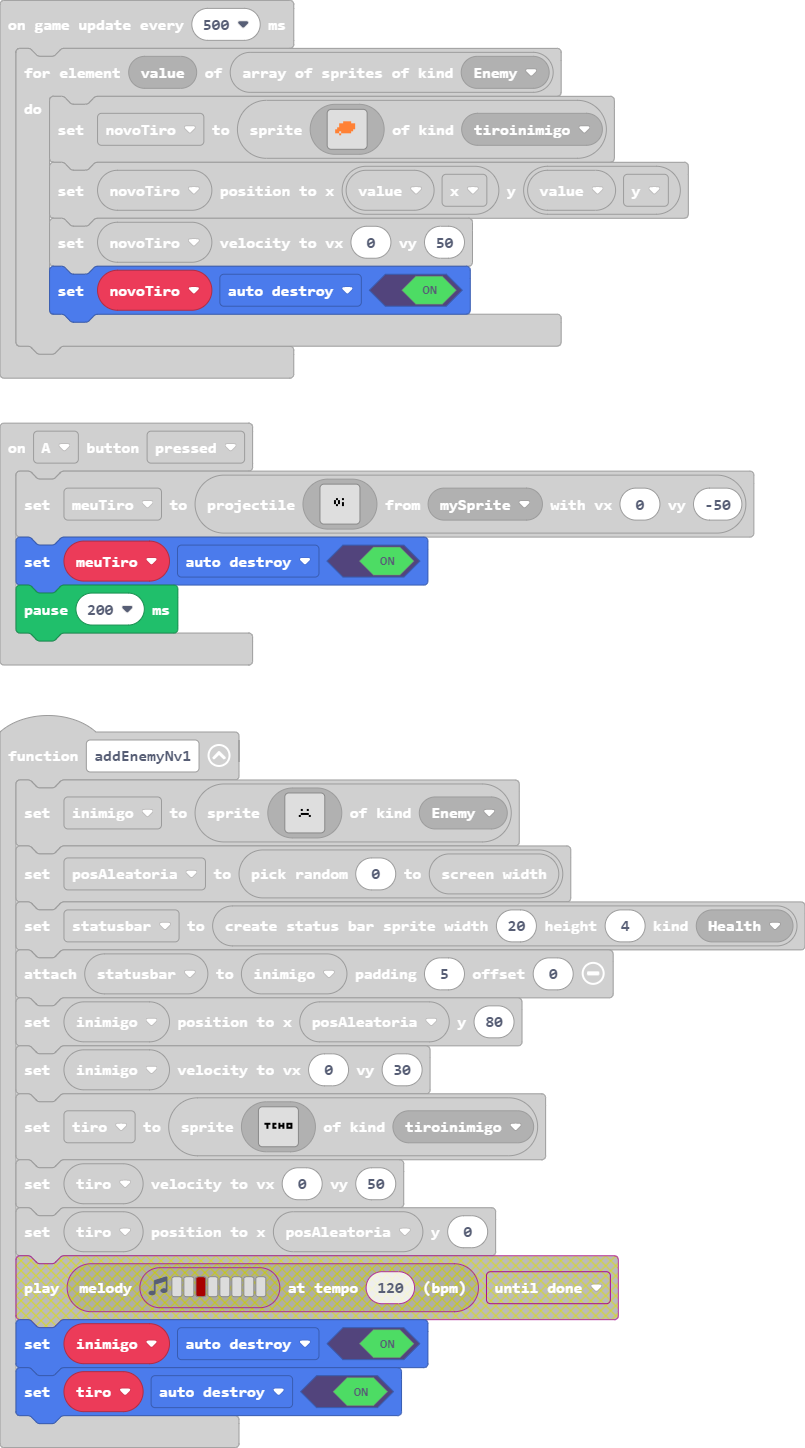 on game update every 500 ms
for element value of array of sprites of kind Enemy
do
set novoTiro to sprite of kind tiroinimigo
set novoTiro position to x value x y value y
set novoTiro velocity to vx 0 vy 50
set novoTiro auto destroy ON
on A button pressed
set meuTiro to projectile from mySprite with vx 0 vy -50
set meuTiro auto destroy ON
pause 200 ms
function addEnemyNv1
set inimigo to sprite of kind Enemy
set posAleatoria to pick random 0 to screen width
set statusbar to create status bar sprite width 20 height 4 kind Health
attach statusbar to inimigo padding 5 offset 0
set inimigo position to x posAleatoria y 80
set inimigo velocity to vx 0 vy 30
set tiro to sprite TCHO of kind tiroinimigo
set tiro velocity to vx 0 vy 50
set tiro position to x posAleatoria y 0
play melody at tempo 120 (bpm) until done
set inimigo auto destroy ON
set tiro auto destroy ON